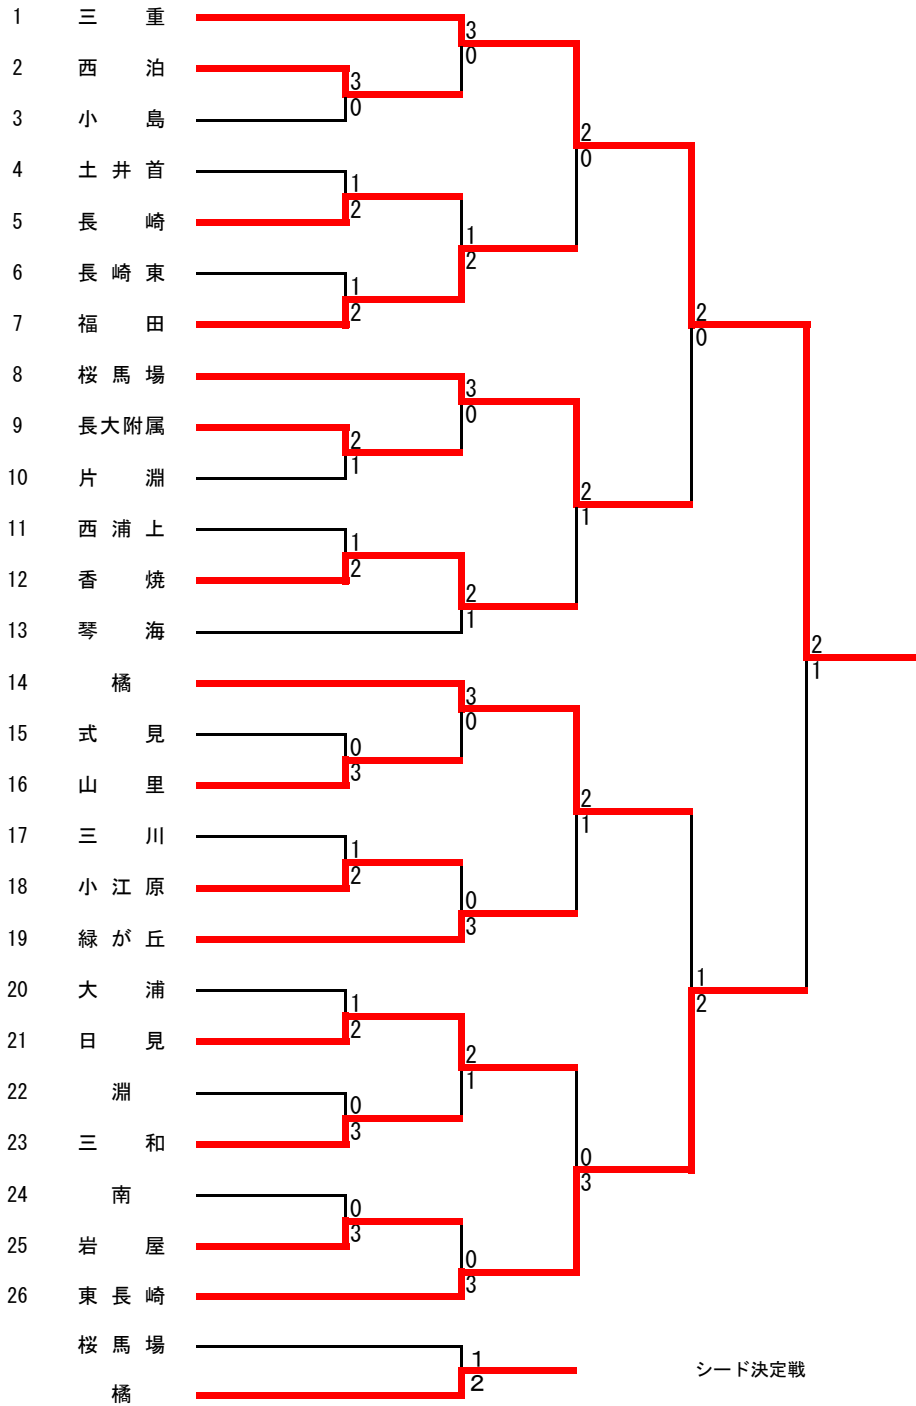 1 三重
3
0
2 西泊
3
0
3 小島
2
0
4 土井首
1
2
5 長崎
1
2
6 長崎東
1
2
7 福田
2
0
8 桜馬場
3
0
9 長大附属
2
1
10 片淵
2
1
11 西浦上
1
2
12 香焼
2
1
13 琴海
2
1
14 橘
3
0
15 式見
0
3
16 山里
2
1
17 三川
1
2
18 小江原
0
3
19 緑が丘
1
2
20 大浦
1
2
21 日見
2
1
22 淵
0
3
23 三和
0
3
24 南
0
3
25 岩屋
0
3
26 東長崎
桜馬場
1
2
シード決定戦
橘